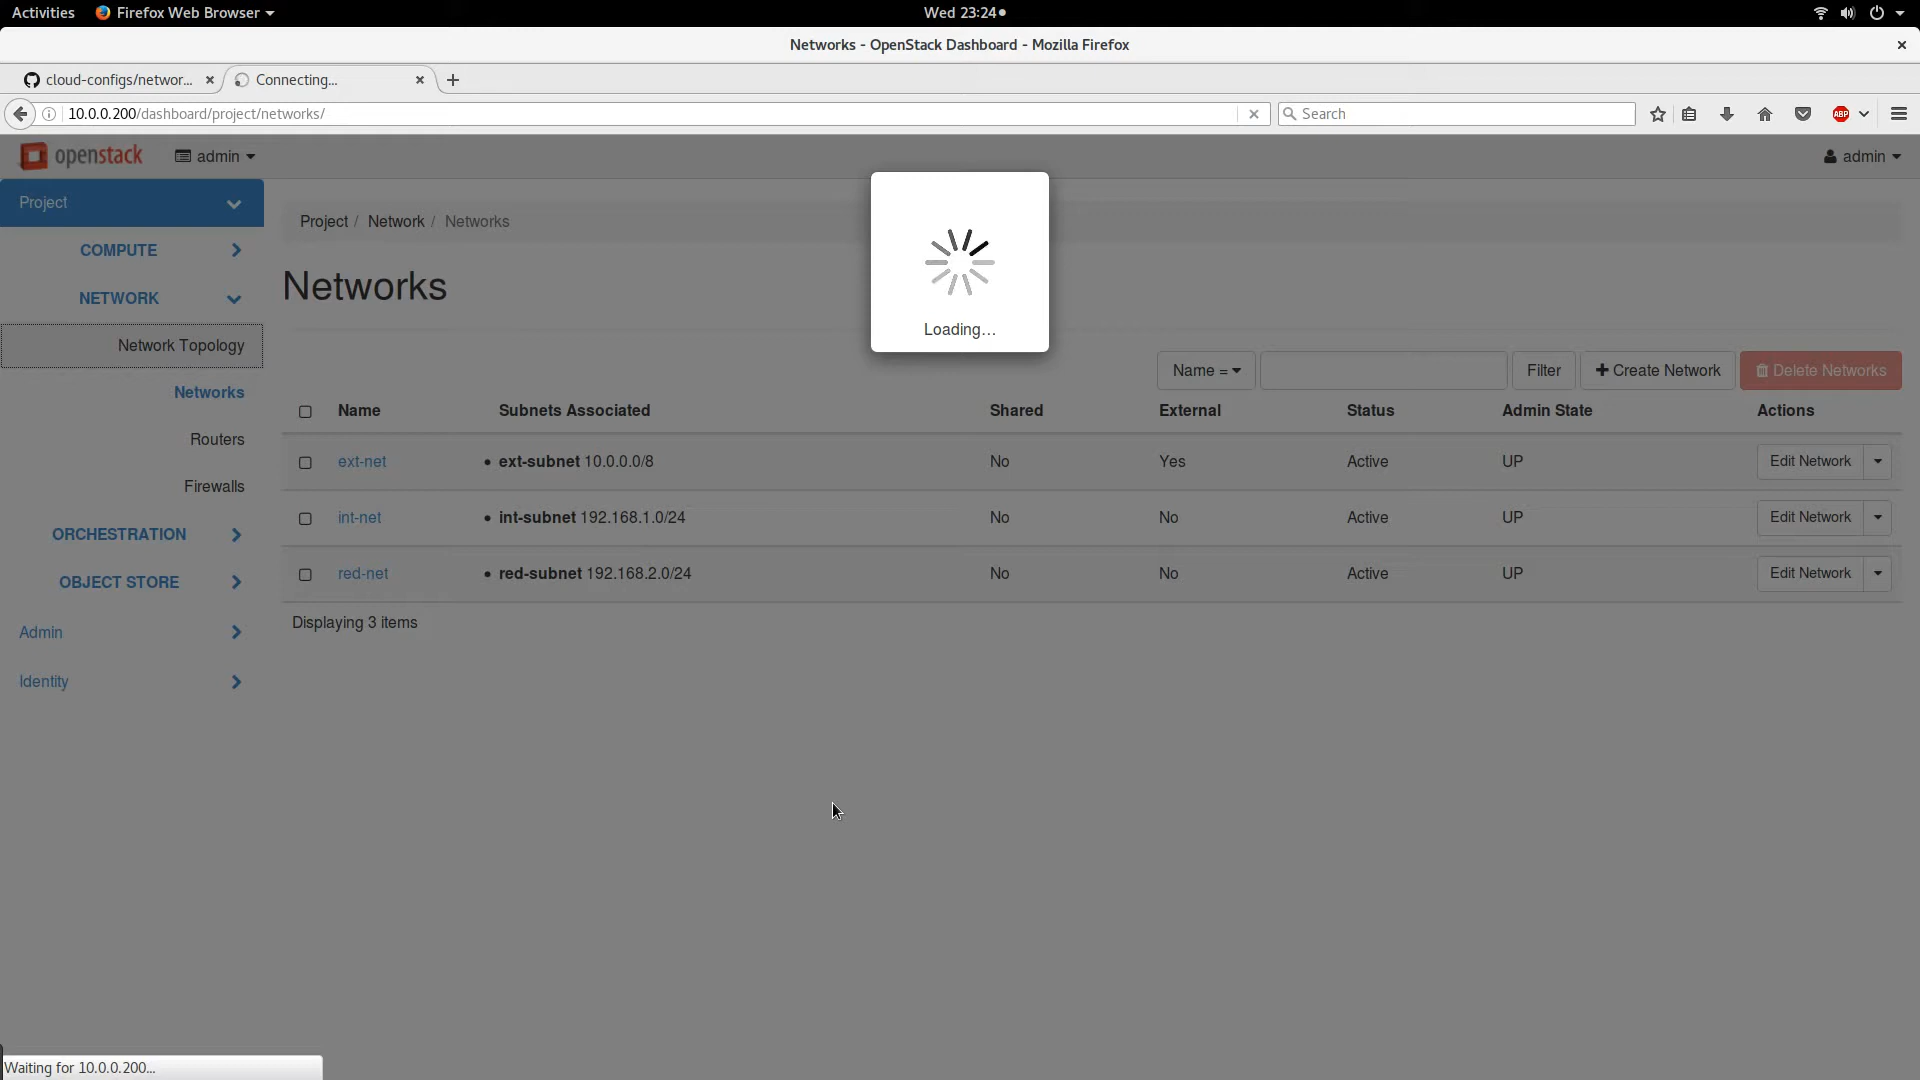 Activities Firefox Web Browser Wed 23:24
Networks - OpenStack Dashboard - Mozilla Firefox
cloud-configs/networ... Connecting...
10.0.0.200/dashboard/project/networks/ Search ABP
openstack admin admin
Project
COMPUTE
NETWORK
Network Topology
Networks
Routers
Firewalls
ORCHESTRATION
OBJECT STORE
Admin
Identity
Project / Network / Networks
Networks
Loading...
Name = Filter Create Network Delete Networks
Name Subnets Associated Shared External Status Admin State Actions
ext-net ext-subnet 10.0.0.0/8 No Yes Active UP Edit Network
int-net int-subnet 192.168.1.0/24 No No Active UP Edit Network
red-net red-subnet 192.168.2.0/24 No No Active UP Edit Network
Displaying 3 items
Waiting for 10.0.0.200...